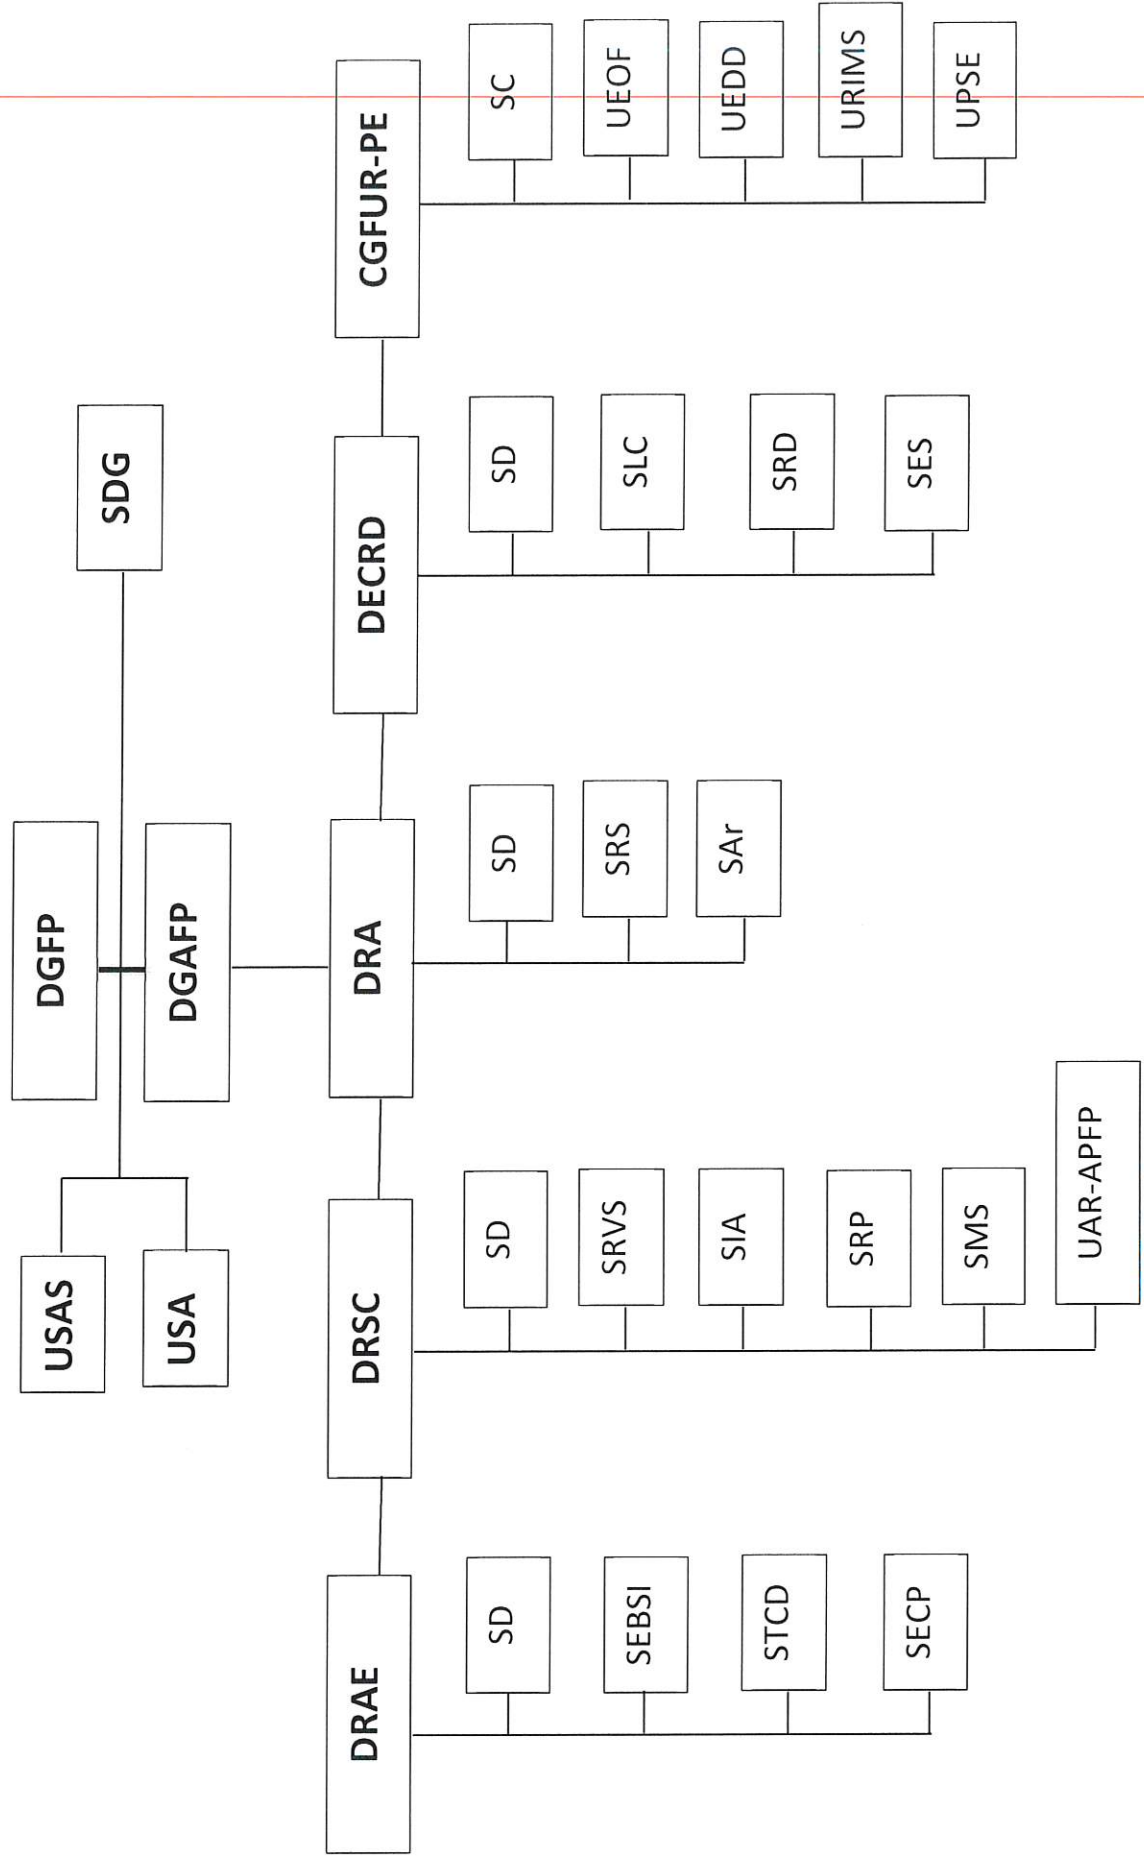 DGFP
USAS
SDG
USA
DGAFP
DRAE
DRSC
DRA
DECRD
CGFUR-PE
SD
SEBSI
STCD
SECP
SD
SRVS
SIA
SRP
SMS
UAR-APFP
SD
SRS
SAr
SD
SLC
SRD
SES
SC
UEOF
UEDD
URIMS
UPSE